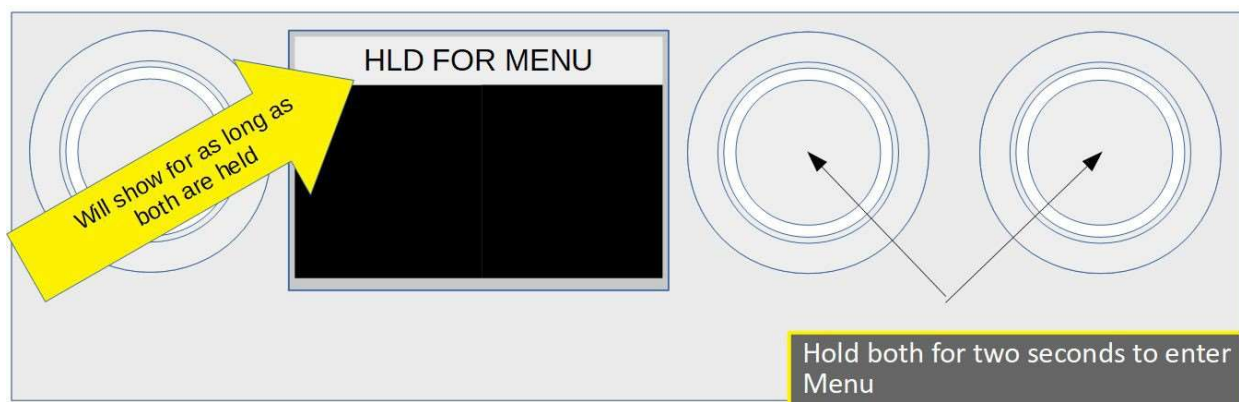 HLD FOR MENU
Will show for as long as
both are held
Hold both for two seconds to enter
Menu